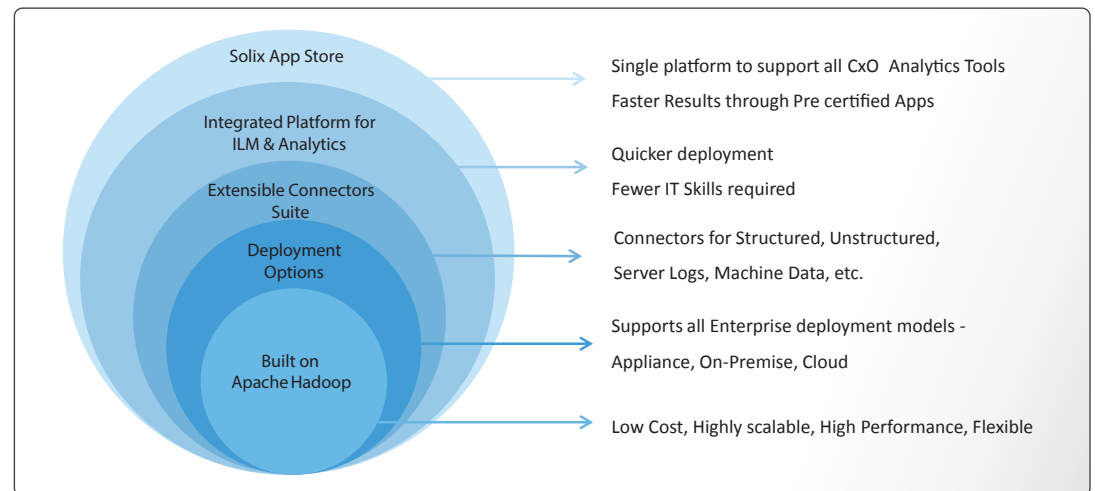 Solix App Store
Single platform to support all CxO Analytics Tools
Faster Results through Pre certified Apps
Integrated Platform for
ILM & Analytics
Quicker deployment
Fewer IT Skills required
Extensible Connectors
Suite
Connectors for Structured, Unstructured,
Server Logs, Machine Data, etc.
Deployment
Options
Supports all Enterprise deployment models -
Appliance, On-Premise, Cloud
Built on
Apache Hadoop
Low Cost, Highly scalable, High Performance, Flexible